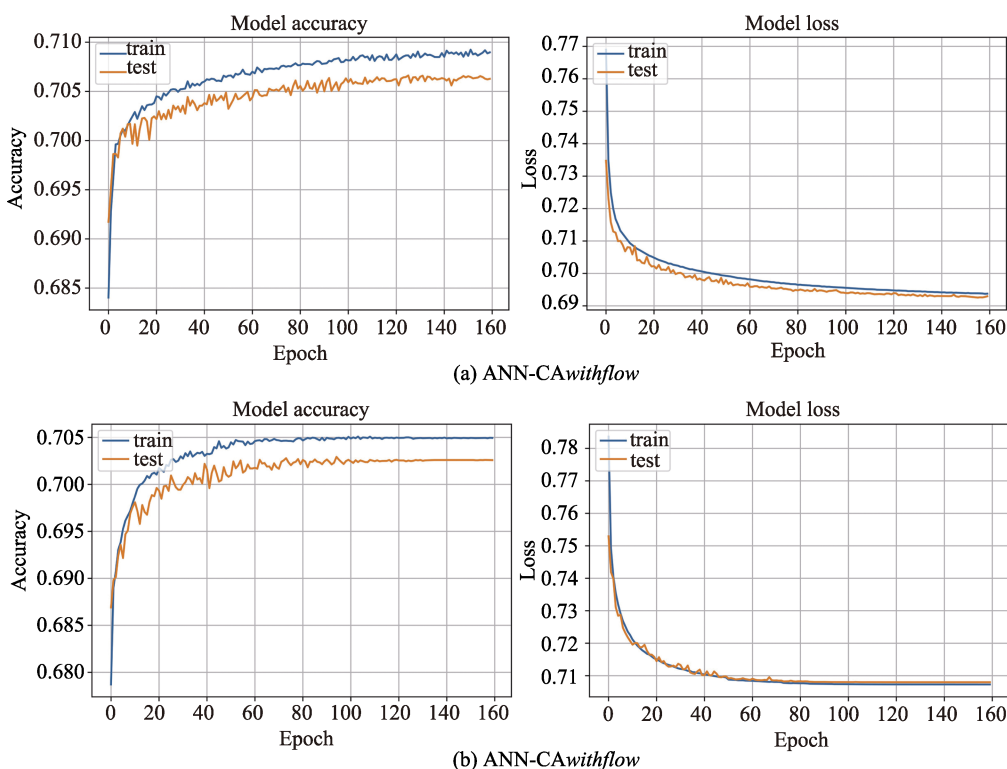 Model accuracy
0.710
0.705
0.700
0.695
0.690
0.685
Accuracy
train
test
0 20 40 60 80 100 120 140 160
Epoch
Model loss
0.77
0.76
0.75
0.74
0.73
0.72
0.71
0.70
0.69
Loss
train
test
0 20 40 60 80 100 120 140 160
Epoch
(a) ANN-CAwithflow
Model accuracy
0.705
0.700
0.695
0.690
0.685
0.680
Accuracy
train
test
0 20 40 60 80 100 120 140 160
Epoch
Model loss
0.78
0.77
0.76
0.75
0.74
0.73
0.72
0.71
Loss
train
test
0 20 40 60 80 100 120 140 160
Epoch
(b) ANN-CAwithflow